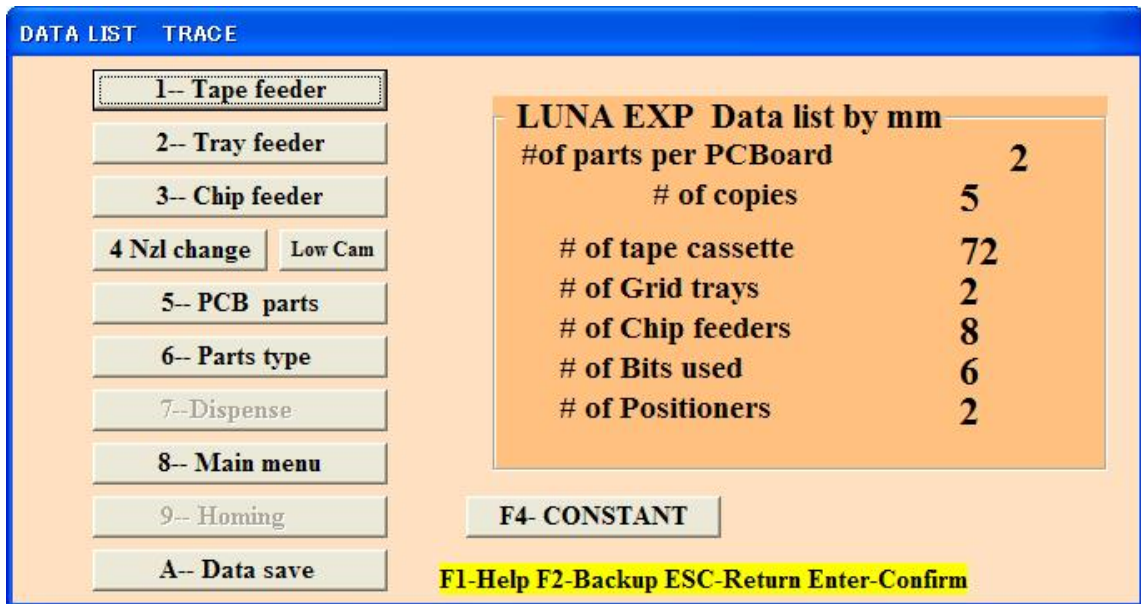 DATA LIST TRACE
1-- Tape feeder
2-- Tray feeder
3-- Chip feeder
4 Nzl change Low Cam
5-- PCB parts
6-- Parts type
7--Dispense
8-- Main menu
9-- Homing
A-- Data save
LUNA EXP Data list by mm
#of parts per PCBoard 2
# of copies 5
# of tape cassette 72
# of Grid trays 2
# of Chip feeders 8
# of Bits used 6
# of Positioners 2
F4- CONSTANT
F1-Help F2-Backup ESC-Return Enter-Confirm